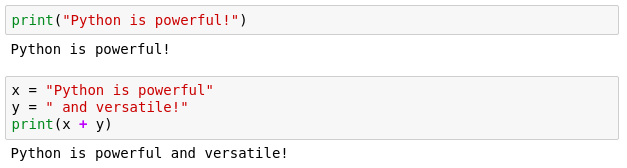 print("Python is powerful!")
Python is powerful!
x = "Python is powerful"
y = " and versatile!"
print(x + y)
Python is powerful and versatile!